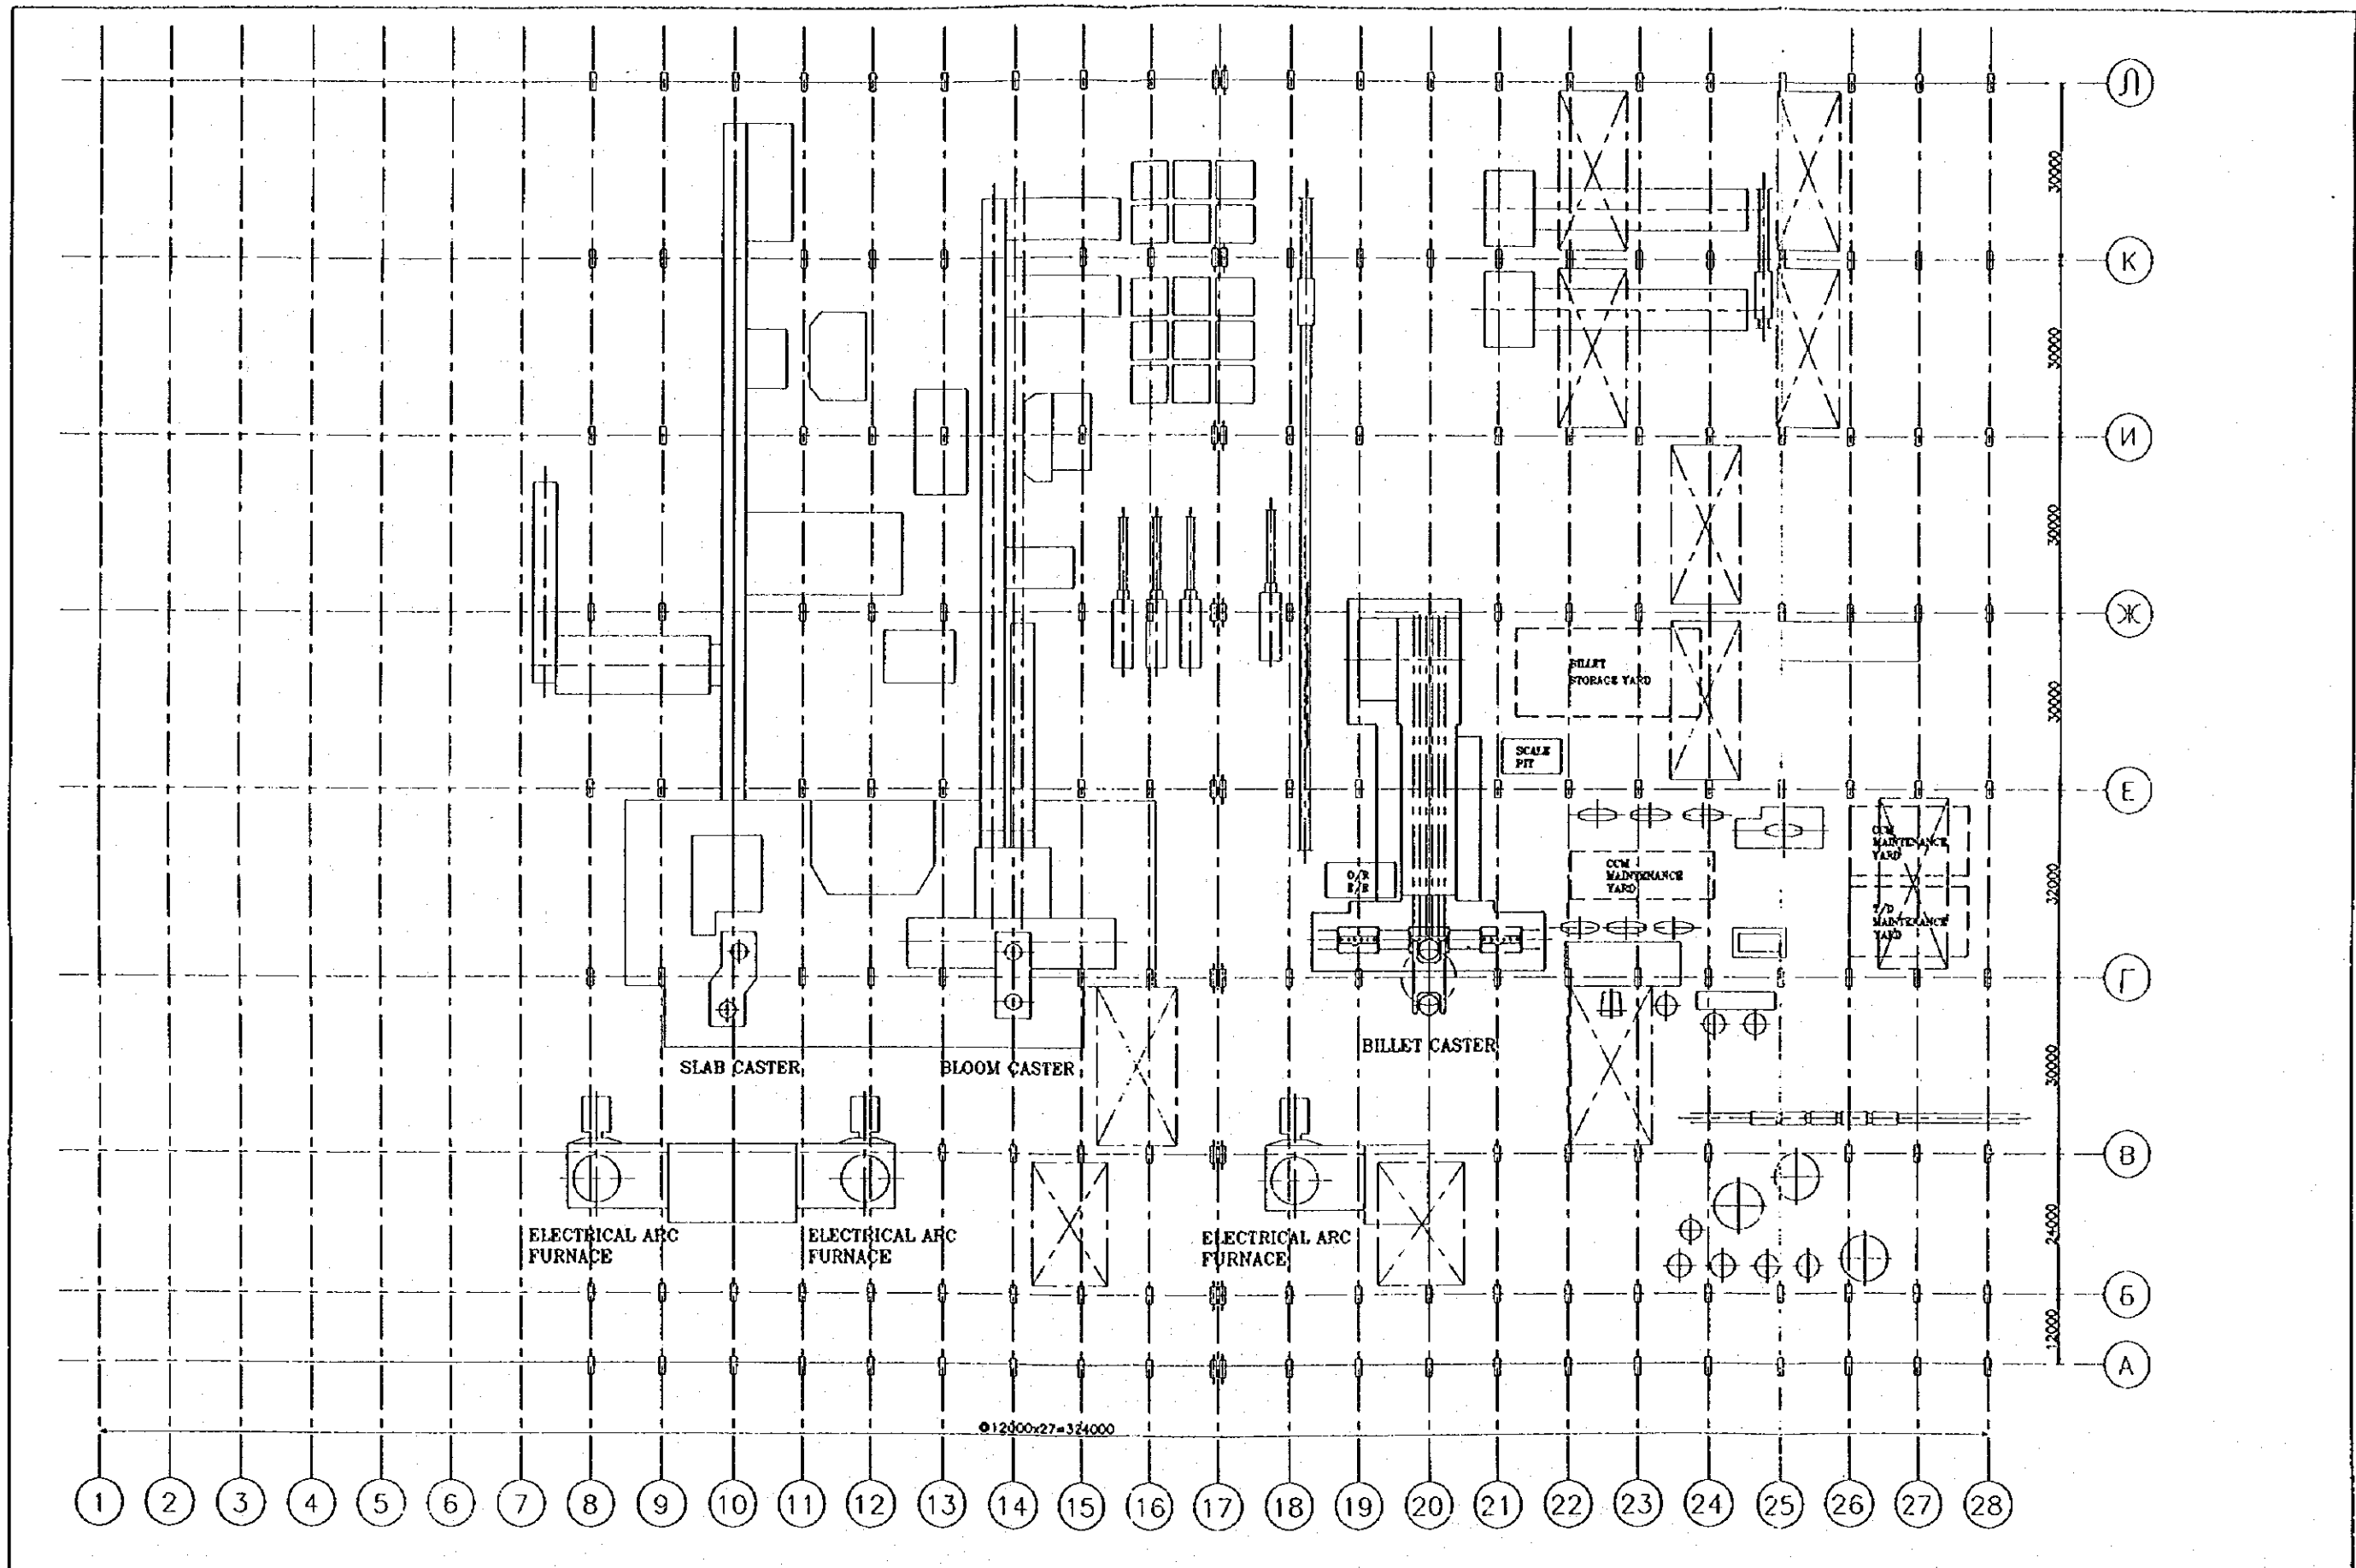 Л
30000
К
30000
И
30000
Ж
BILLET
STORAGE YARD
30000
SCALE
PIT
Е
CCM
MAINTENANCE
YARD
CCM
MAINTENANCE
YARD
O/R
32000
T/D
MAINTENANCE
YARD
Г
BILLET CASTER
SLAB CASTER
BLOOM CASTER
30000
В
ELECTRICAL ARC
FURNACE
ELECTRICAL ARC
FURNACE
ELECTRICAL ARC
FURNACE
24000
Б
12000
А
@12000x27=324000
1 2 3 4 5 6 7 8 9 10 11 12 13 14 15 16 17 18 19 20 21 22 23 24 25 26 27 28